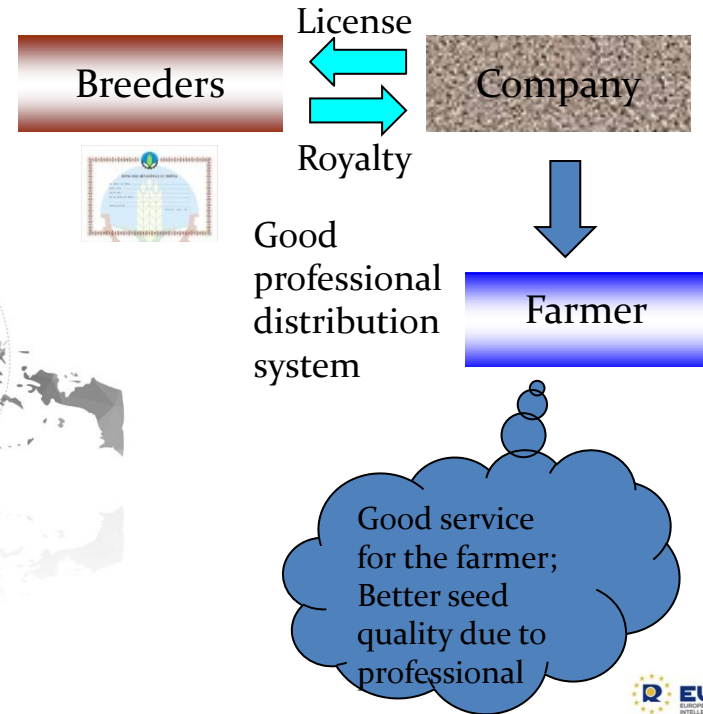 License
Breeders
Company
Royalty
Good
professional
distribution
system
Farmer
Good service
for the farmer;
Better seed
quality due to
professional